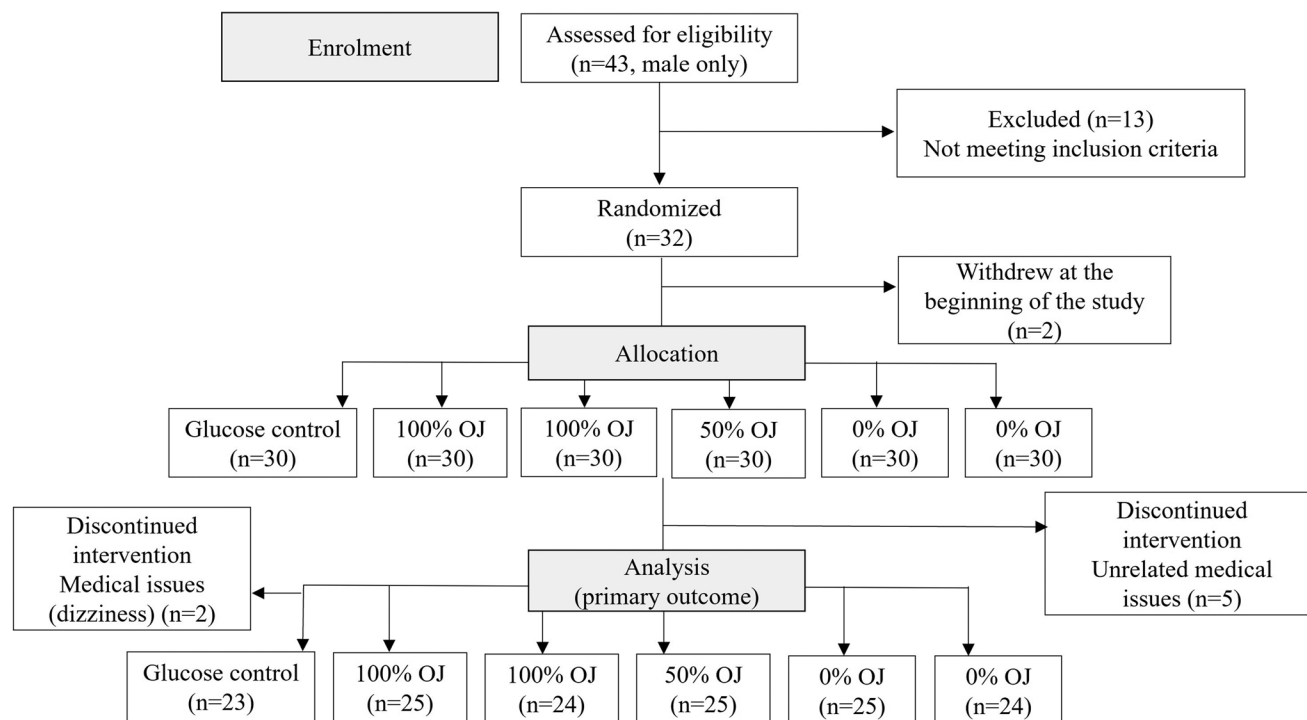 Enrolment
Assessed for eligibility
(n=43, male only)
Excluded (n=13)
Not meeting inclusion criteria
Randomized
(n=32)
Withdrew at the
beginning of the study
(n=2)
Allocation
Glucose control
(n=30)
100% OJ
(n=30)
100% OJ
(n=30)
50% OJ
(n=30)
0% OJ
(n=30)
0% OJ
(n=30)
Discontinued
intervention
Medical issues
(dizziness) (n=2)
Discontinued
intervention
Unrelated medical
issues (n=5)
Analysis
(primary outcome)
Glucose control
(n=23)
100% OJ
(n=25)
100% OJ
(n=24)
50% OJ
(n=25)
0% OJ
(n=25)
0% OJ
(n=24)